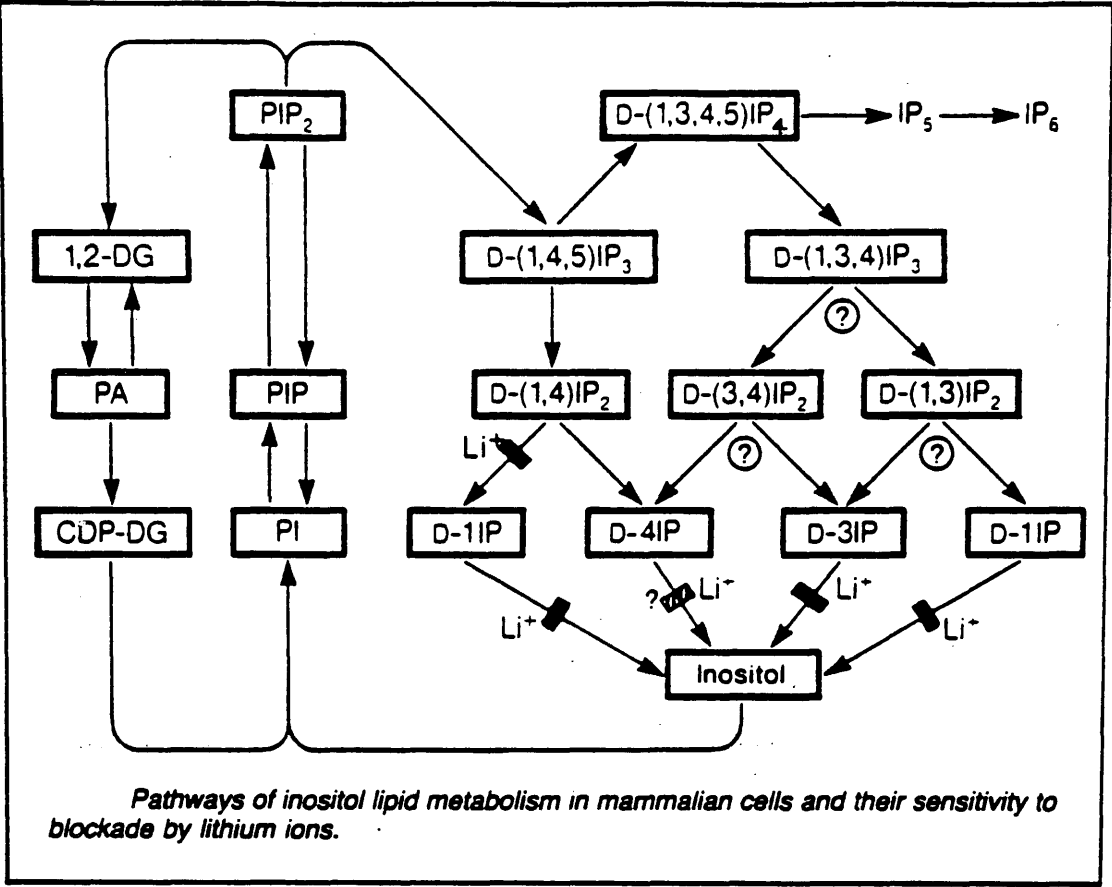 PIP₂
D-(1,3,4,5)IP₄
IP₅
IP₆
1,2-DG
D-(1,4,5)IP₃
D-(1,3,4)IP₃
?
PA
PIP
D-(1,4)IP₂
D-(3,4)IP₂
D-(1,3)IP₂
Li⁺
?
?
CDP-DG
PI
D-1IP
D-4IP
D-3IP
D-1IP
Li⁺
? Li⁺
Li⁺
Li⁺
Inositol
Pathways of inositol lipid metabolism in mammalian cells and their sensitivity to
blockade by lithium ions.